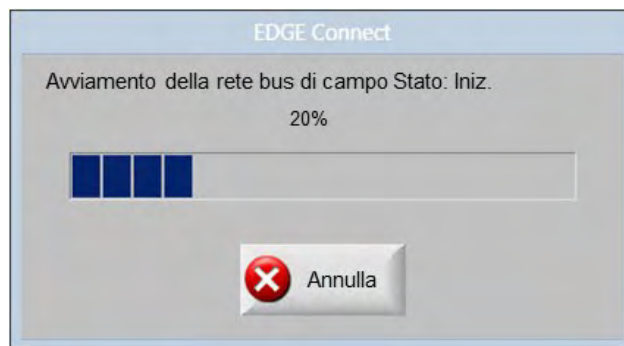 EDGE Connect
Avviamento della rete bus di campo Stato: Iniz.
20%
Annulla